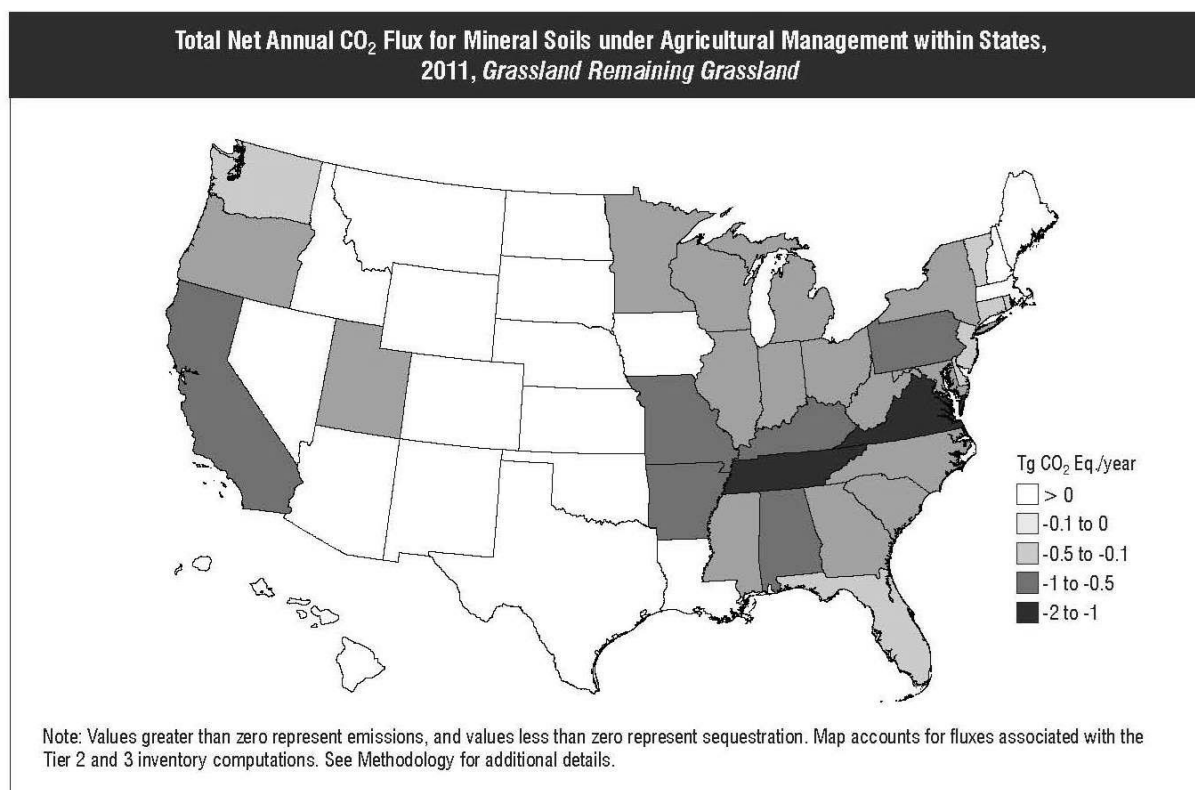 Total Net Annual CO₂ Flux for Mineral Soils under Agricultural Management within States,
2011, Grassland Remaining Grassland
Tg CO₂ Eq./year
> 0
-0.1 to 0
-0.5 to -0.1
-1 to -0.5
-2 to -1
Note: Values greater than zero represent emissions, and values less than zero represent sequestration. Map accounts for fluxes associated with the
Tier 2 and 3 inventory computations. See Methodology for additional details.